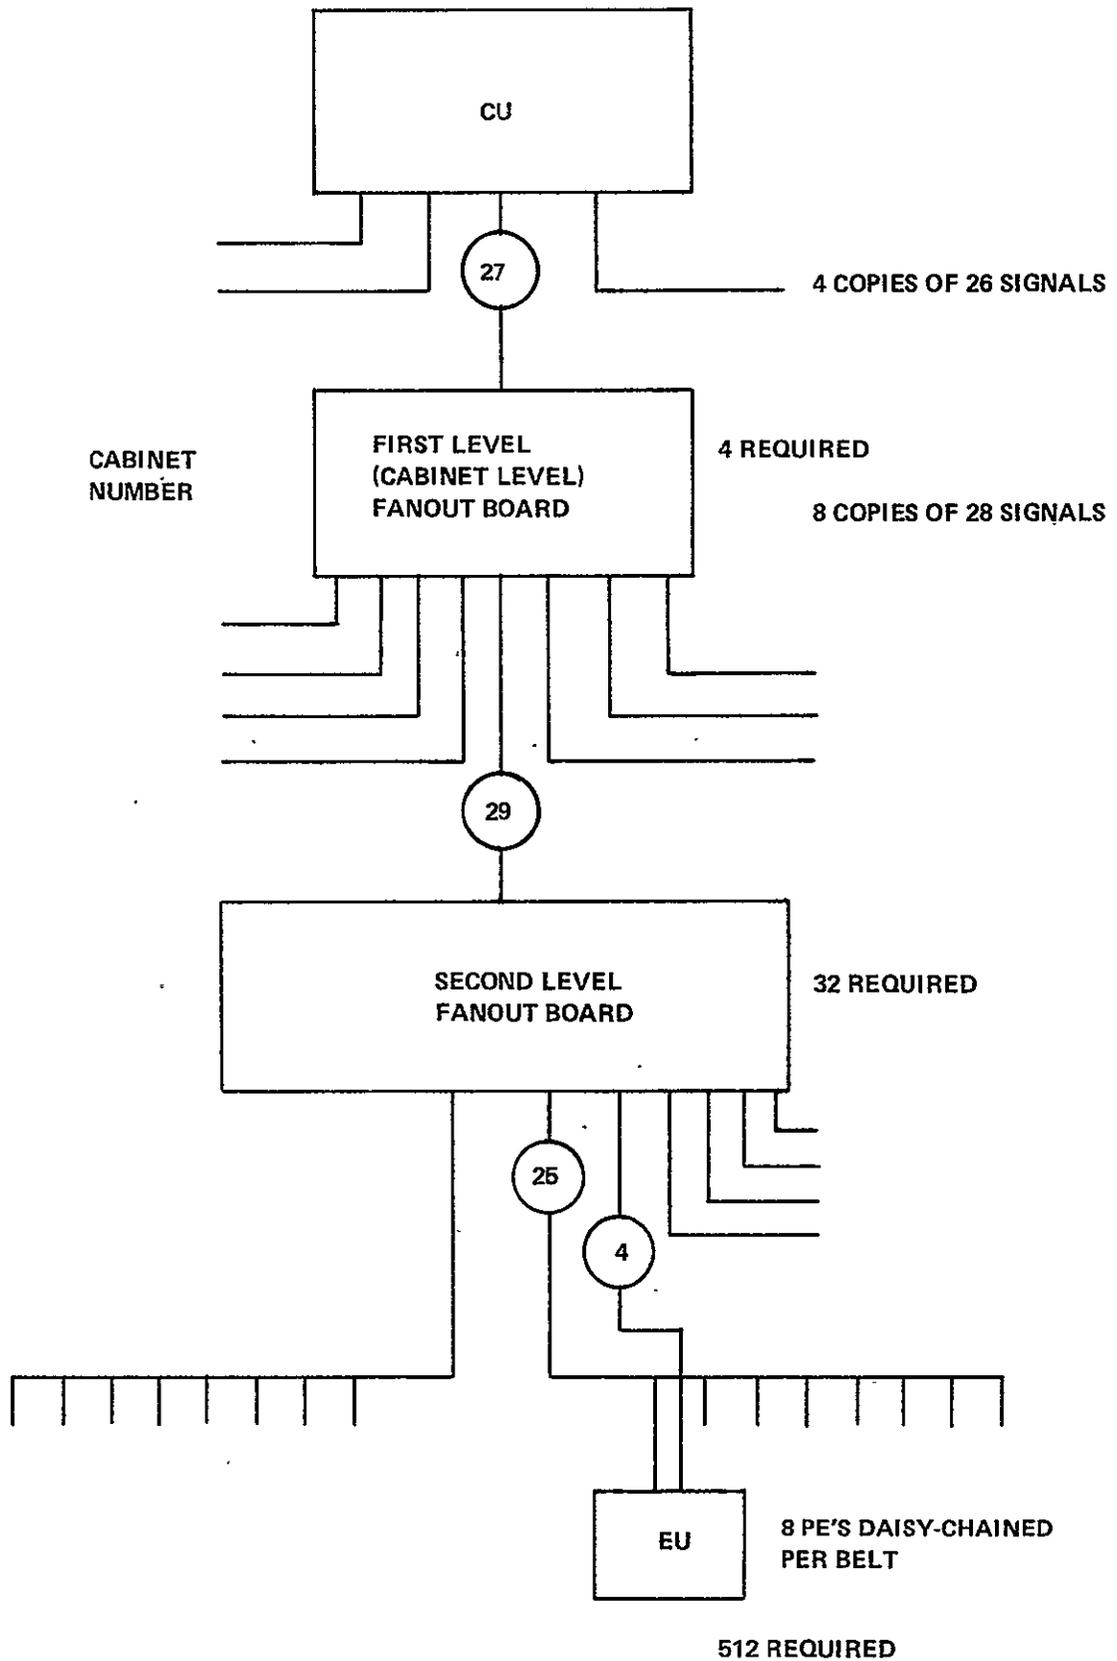 CU
27
4 COPIES OF 26 SIGNALS
CABINET
NUMBER
FIRST LEVEL
(CABINET LEVEL)
FANOUT BOARD
4 REQUIRED
8 COPIES OF 28 SIGNALS
29
SECOND LEVEL
FANOUT BOARD
32 REQUIRED
25
4
EU
8 PE'S DAISY-CHAINED
PER BELT
512 REQUIRED